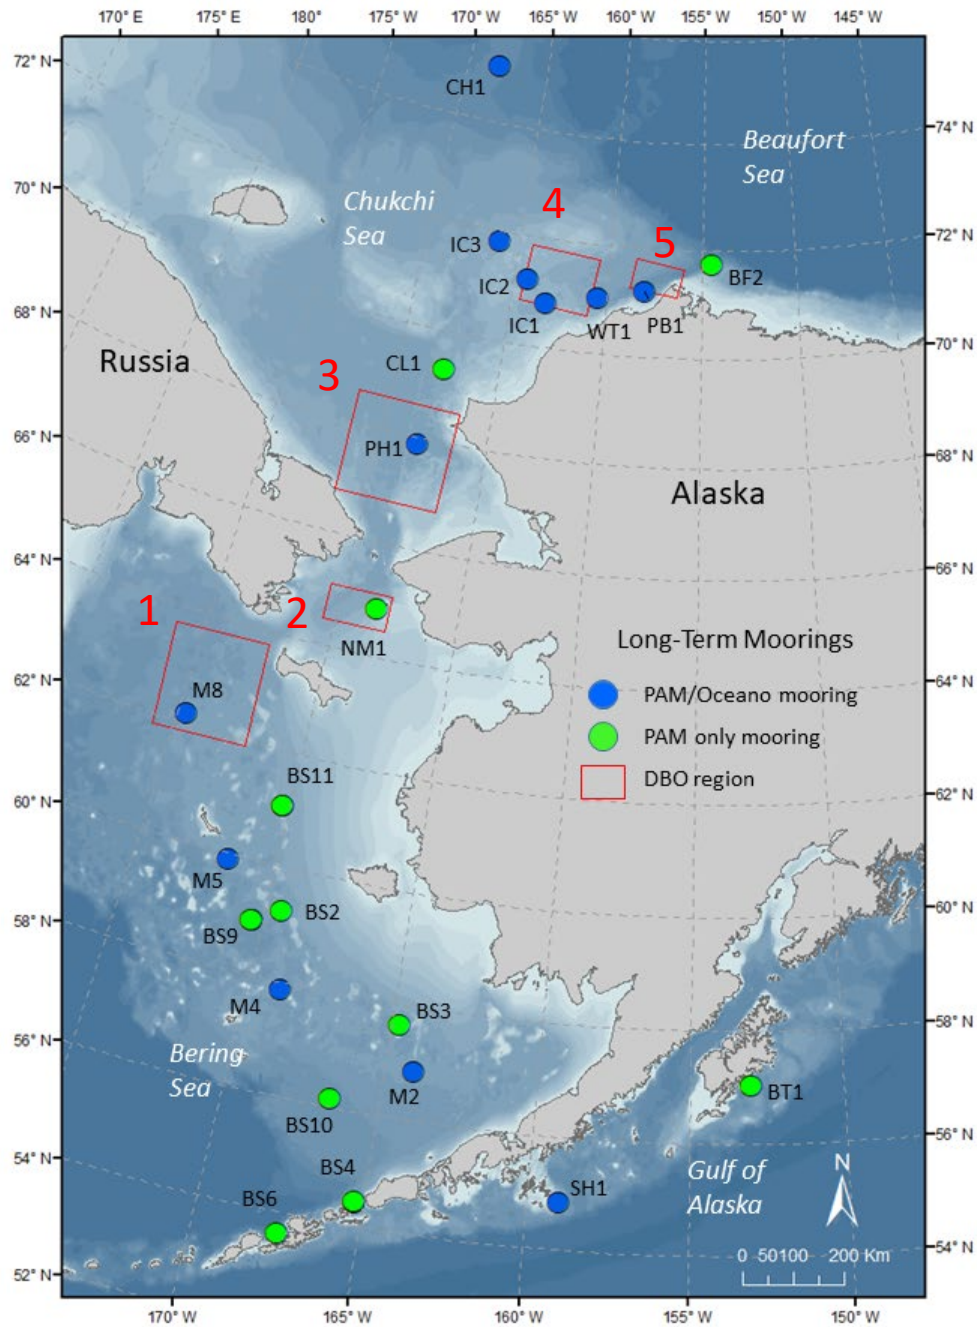 170° E
175° E
180°
175° W
170° W
165° W
160° W
155° W
150° W
145° W
72° N
CH1
Beaufort
Sea
74° N
70° N
Chukchi
Sea
4
IC3
5
72° N
IC2
BF2
68° N
IC1
WT1
PB1
Russia
CL1
70° N
3
66° N
PH1
68° N
Alaska
64° N
66° N
1
2
NM1
Long-Term Moorings
62° N
M8
PAM/Oceano mooring
64° N
PAM only mooring
DBO region
BS11
60° N
62° N
M5
58° N
BS9
BS2
60° N
M4
BS3
58° N
56° N
Bering
Sea
M2
BT1
BS10
56° N
54° N
BS4
N
Gulf of
Alaska
BS6
SH1
54° N
0 50100 200 Km
52° N
170° W
165° W
160° W
155° W
150° W